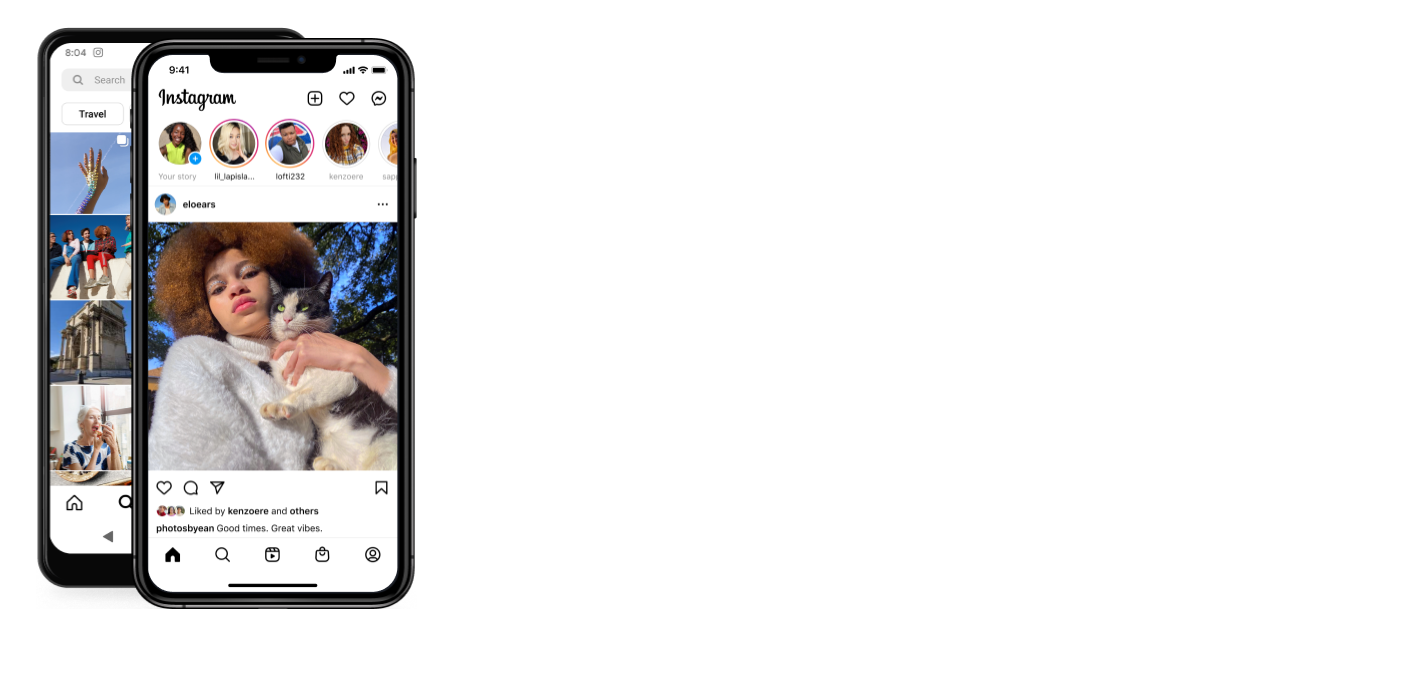 8:04
Search
Travel
9:41
Instagram
Your story lil_lapisla... lofti232 kenzoere
eloears
Liked by kenzoere and others
photosbyean Good times. Great vibes.